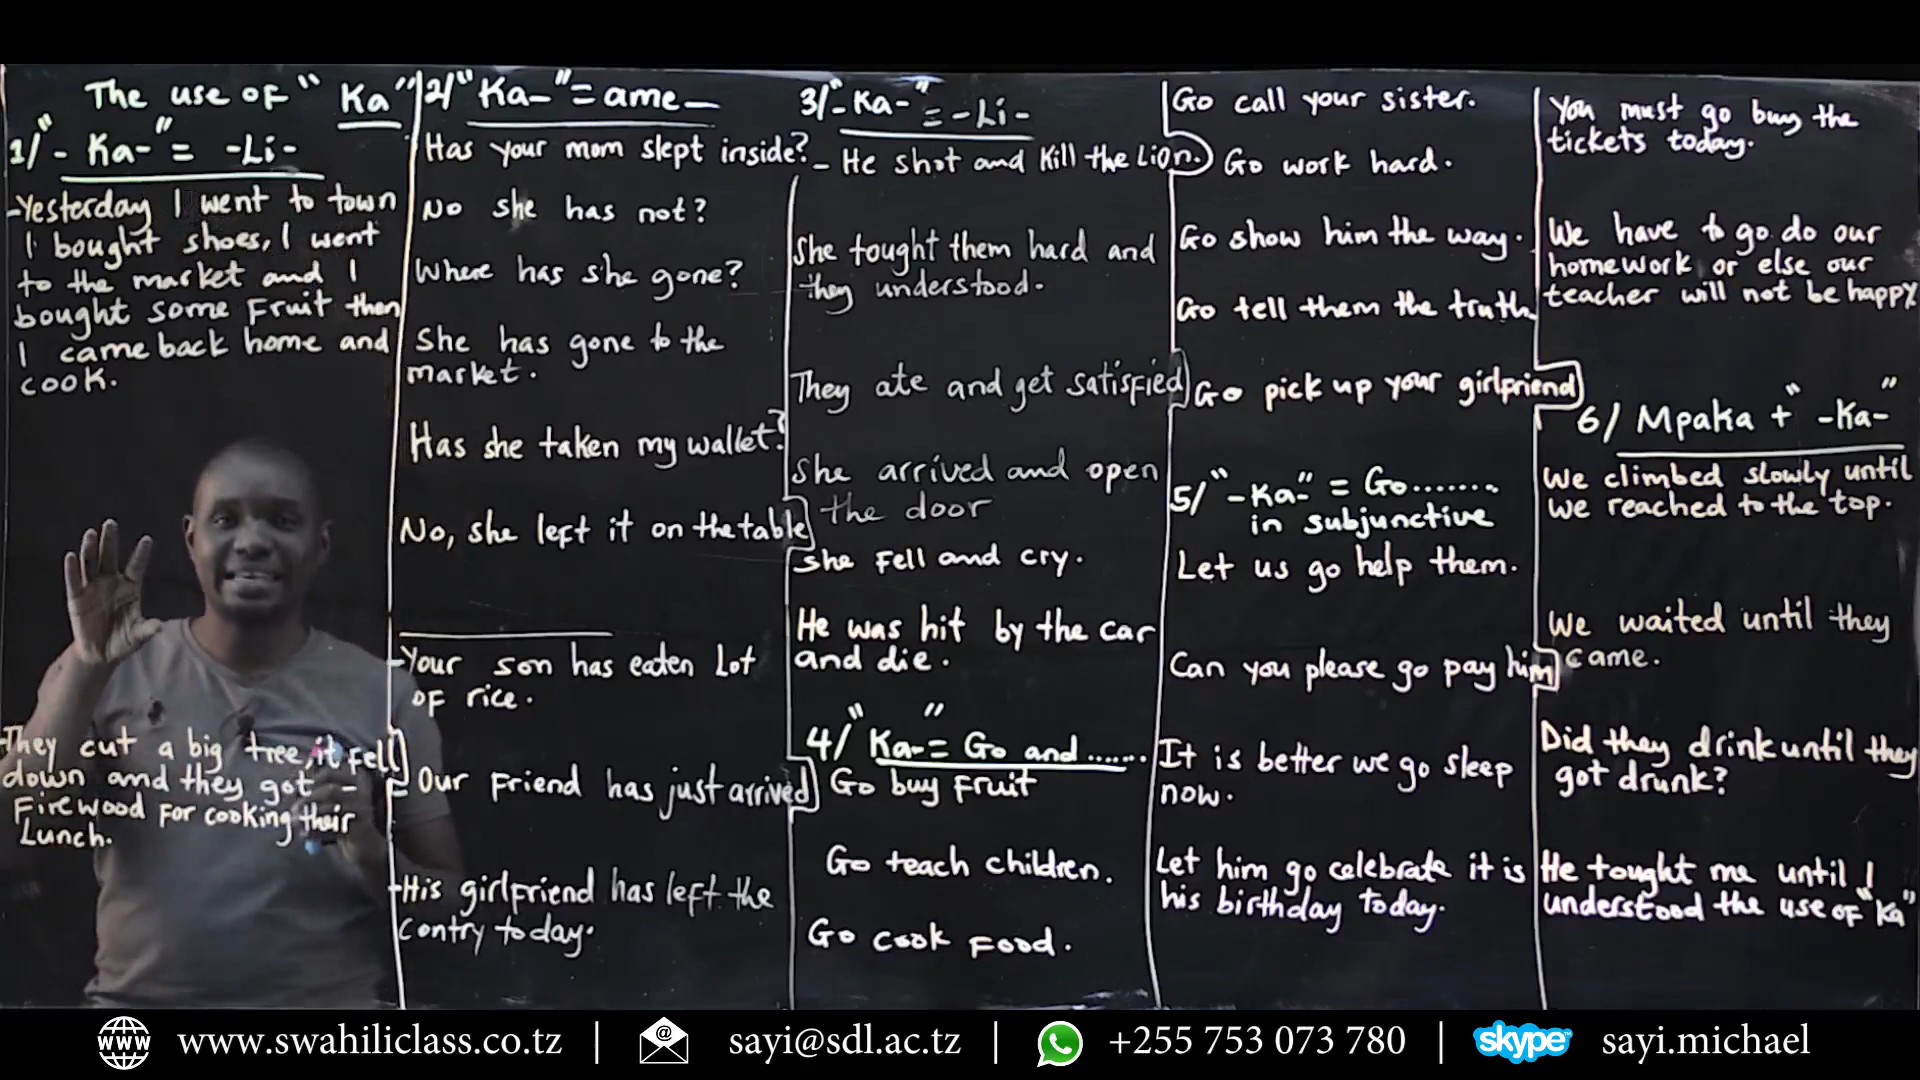 The use of "Ka"
1/ "-Ka-" = -Li-
-Yesterday I went to town
I bought shoes, I went
to the market and I
bought some Fruit then
I came back home and
cook.
-They cut a big tree, it fell
down and they got -
Firewood for cooking their
Lunch.
2/ "Ka-" = ame-
Has your mom slept inside?
No she has not?
Where has she gone?
She has gone to the
market.
Has she taken my wallet?
No, she left it on the table
-Your son has eaten Lot
of rice.
- Our Friend has just arrived
-His girlfriend has left the
contry today.
3/ "-Ka-" = -Li-
- He shot and Kill the Lion.
She tought them hard and
they understood.
They ate and get satisfied
She arrived and open
the door
She Fell and cry.
He was hit by the car
and die.
4/ "Ka-" = Go and ......
Go buy Fruit
Go teach children.
Go cook Food.
Go call your sister.
Go work hard.
Go show him the way.
Go tell them the truth.
Go pick up your girlfriend
5/ "-Ka-" = Go........
in subjunctive
Let us go help them.
Can you please go pay him
It is better we go sleep
now.
Let him go celebrate it is
his birthday today.
You must go buy the
tickets today.
We have to go do our
homework or else our
teacher will not be happy
6/ Mpaka + "-Ka-"
We climbed slowly until
we reached to the top.
We waited until they
came.
Did they drink until they
got drunk?
He tought me until I
understood the use of "Ka"
WWW www.swahiliclass.co.tz | @ sayi@sdl.ac.tz | +255 753 073 780 | skype sayi.michael